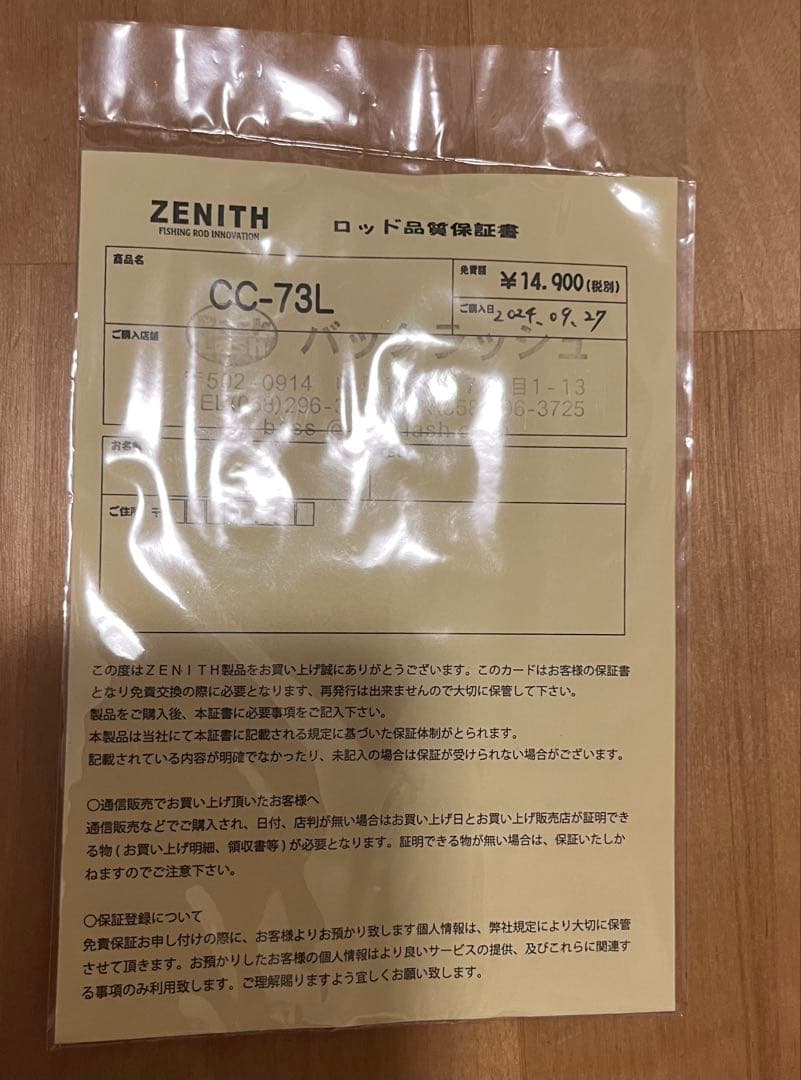 ZENITH
FISHING ROD INNOVATION
ロッド品質保証書
商品名
CC-73L
免責額
¥14.900(税別)
ご購入日
2024.09.27
ご購入店舗
バックラッシュ
〒502-0914
目1-13
(058)296-
96-3725
お名
ご住所 〒
この度はZENITH製品をお買い上げ誠にありがとうございます。このカードはお客様の保証書
となり免責交換の際に必要となります、再発行は出来ませんので大切に保管して下さい。
製品をご購入後、本証書に必要事項をご記入下さい。
本製品は当社にて本証書に記載される規定に基づいた保証体制がとられます。
記載されている内容が明確でなかったり、未記入の場合は保証が受けられない場合がございます。
〇通信販売でお買い上げ頂いたお客様へ
通信販売などでご購入され、日付、店判が無い場合はお買い上げ日とお買い上げ販売店が証明でき
る物(お買い上げ明細、領収書等)が必要となります。証明できる物が無い場合は、保証いたしか
ねますのでご注意下さい。
〇保証登録について
免責保証お申し付けの際に、お客様よりお預かり致します個人情報は、弊社規定により大切に保管
させて頂きます。お預かりしたお客様の個人情報はより良いサービスの提供、及びこれらに関連す
る事項のみ利用致します。ご理解賜りますよう宜しくお願い致します。